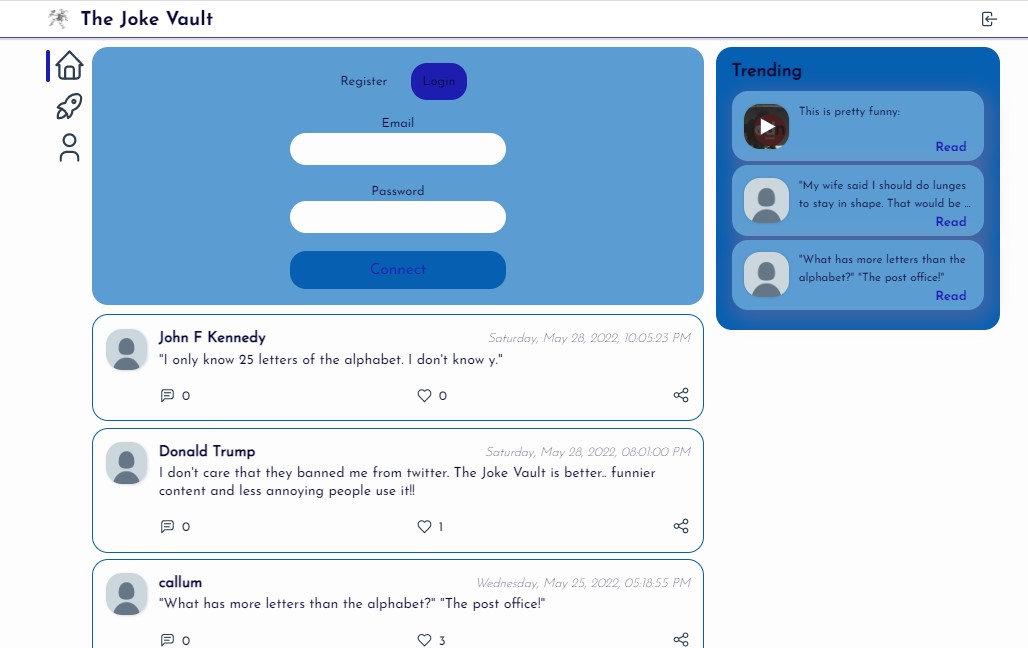 The Joke Vault
Register
Login
Email
Password
Connect
John F Kennedy
Saturday, May 28, 2022, 10:05:23 PM
"I only know 25 letters of the alphabet. I don't know y."
0
0
Donald Trump
Saturday, May 28, 2022, 08:01:00 PM
I don't care that they banned me from twitter. The Joke Vault is better.. funnier
content and less annoying people use it!!
0
1
callum
Wednesday, May 25, 2022, 05:18:55 PM
"What has more letters than the alphabet?" "The post office!"
0
3
Trending
This is pretty funny:
Read
"My wife said I should do lunges
to stay in shape. That would be ...
Read
"What has more letters than the
alphabet?" "The post office!"
Read